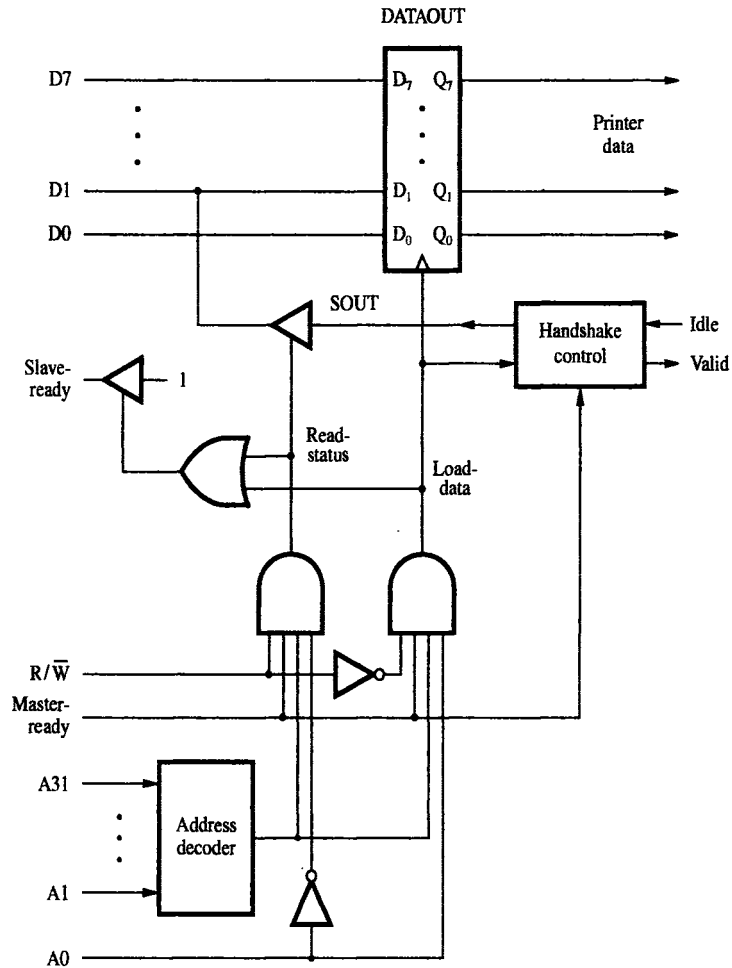 DATAOUT
D7
D₇ Q₇
Printer
data
D1
D₁ Q₁
D0
D₀ Q₀
SOUT
Handshake
control
Idle
Valid
Slave-
ready
1
Read-
status
Load-
data
R/W̅
Master-
ready
A31
Address
decoder
A1
A0